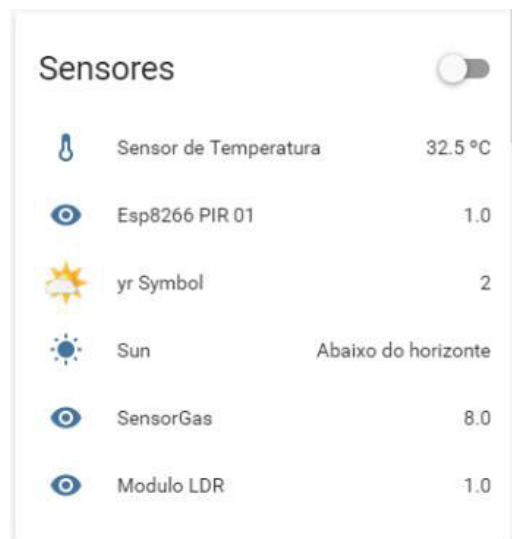 Sensores
Sensor de Temperatura 32.5 ºC
Esp8266 PIR 01 1.0
yr Symbol 2
Sun Abaixo do horizonte
SensorGas 8.0
Modulo LDR 1.0